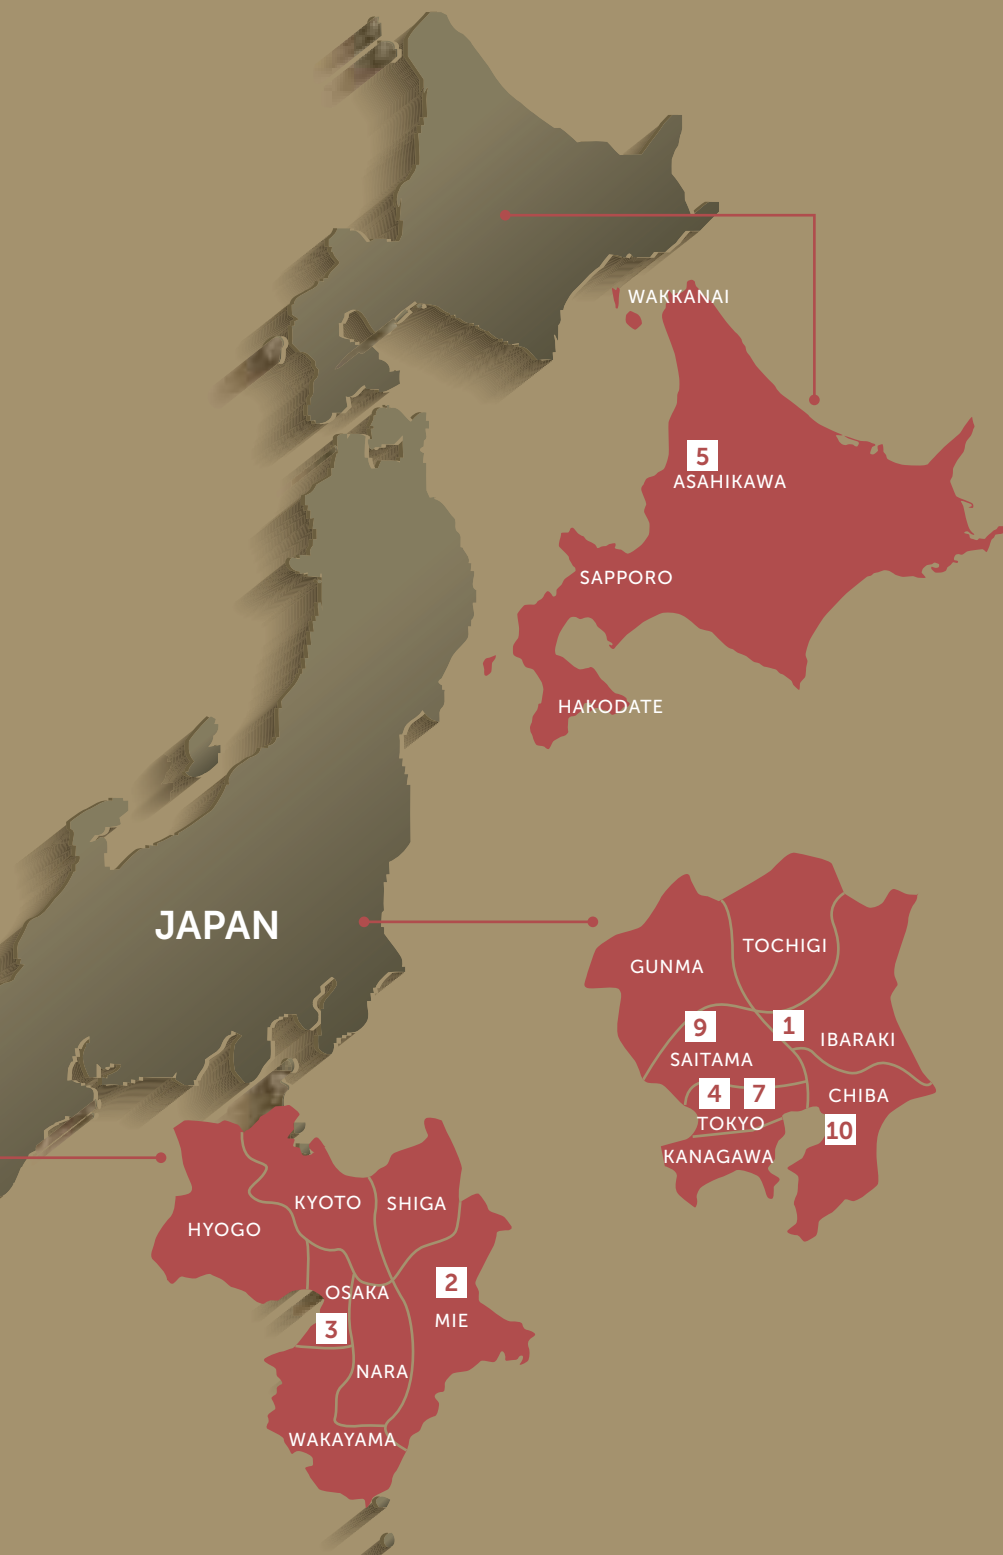 WAKKANAI
5
ASAHIKAWA
SAPPORO
HAKODATE
JAPAN
TOCHIGI
GUNMA
9
1
IBARAKI
SAITAMA
4
7
CHIBA
TOKYO
10
KANAGAWA
KYOTO
SHIGA
HYOGO
2
OSAKA
MIE
3
NARA
WAKAYAMA